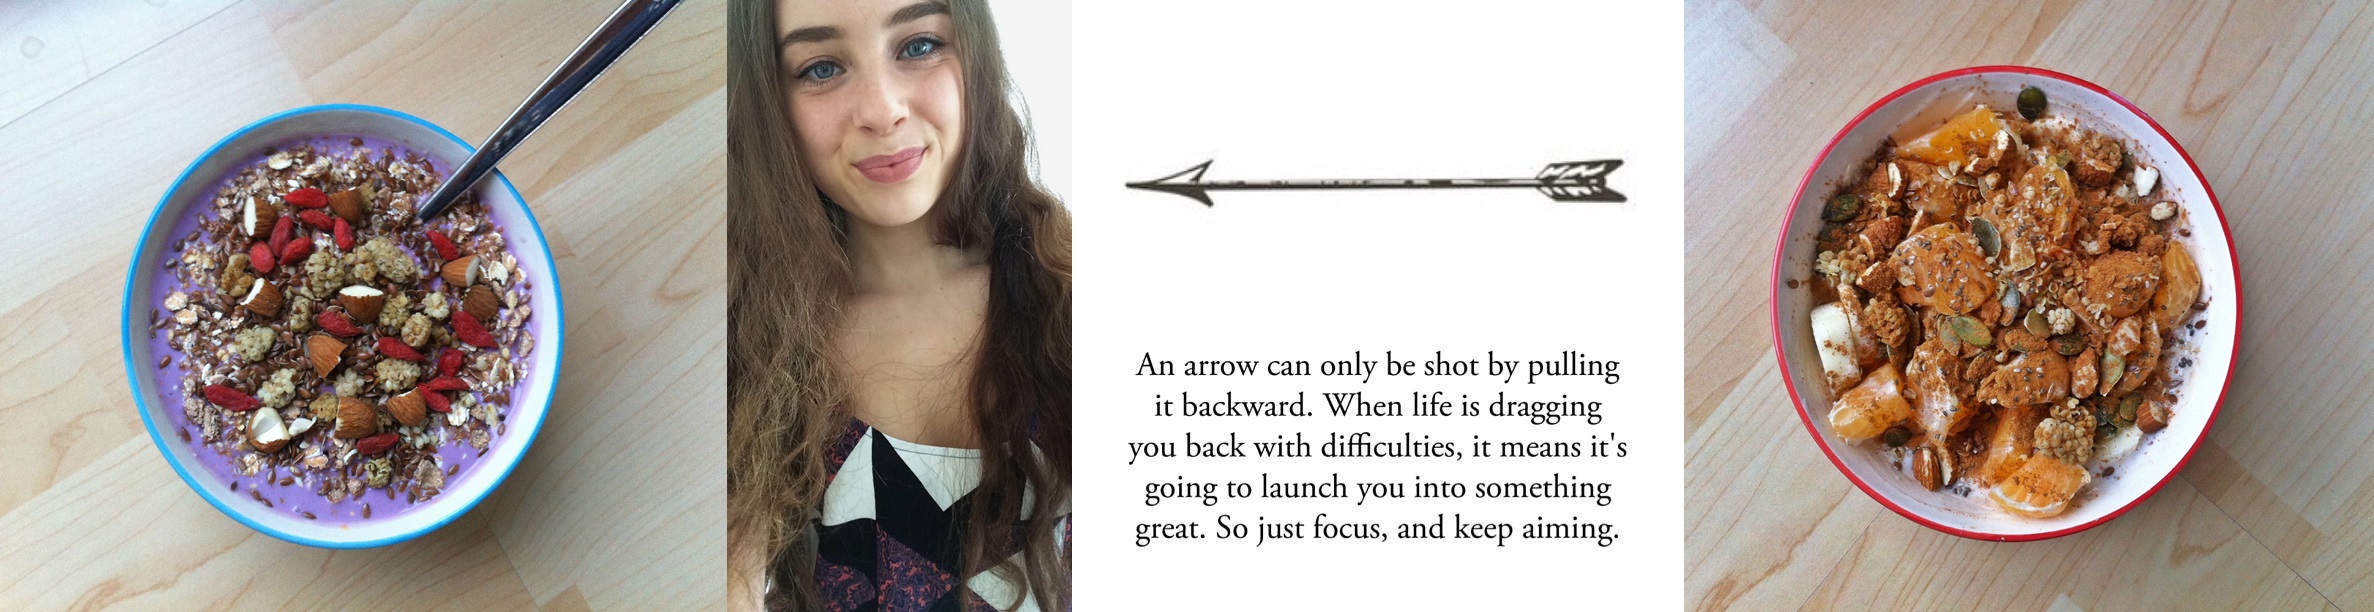 An arrow can only be shot by pulling
it backward. When life is dragging
you back with difficulties, it means it's
going to launch you into something
great. So just focus, and keep aiming.